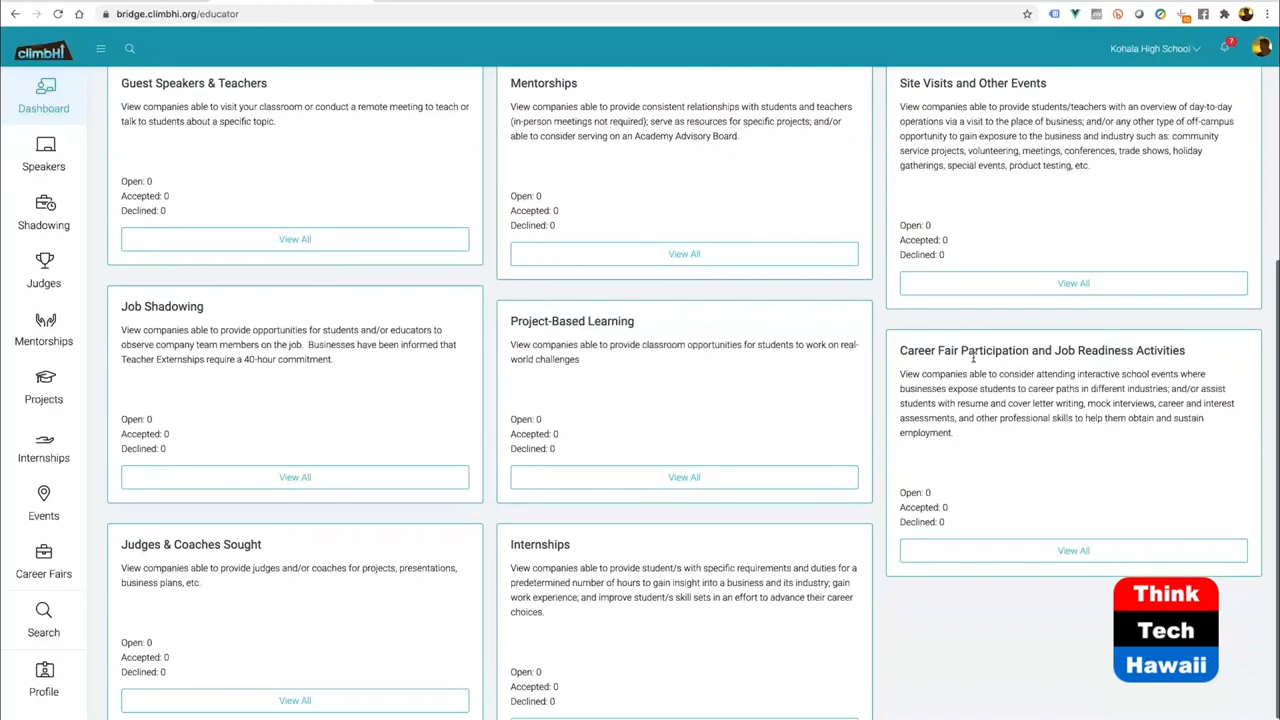 bridge.climbhi.org/educator
climbHI
Kohala High School
7
Dashboard
Speakers
Shadowing
Judges
Mentorships
Projects
Internships
Events
Career Fairs
Search
Profile
Guest Speakers & Teachers
View companies able to visit your classroom or conduct a remote meeting to teach or
talk to students about a specific topic.
Open: 0
Accepted: 0
Declined: 0
View All
Job Shadowing
View companies able to provide opportunities for students and/or educators to
observe company team members on the job. Businesses have been informed that
Teacher Externships require a 40-hour commitment.
Open: 0
Accepted: 0
Declined: 0
View All
Judges & Coaches Sought
View companies able to provide judges and/or coaches for projects, presentations,
business plans, etc.
Open: 0
Accepted: 0
Declined: 0
View All
Mentorships
View companies able to provide consistent relationships with students and teachers
(in-person meetings not required); serve as resources for specific projects; and/or
able to consider serving on an Academy Advisory Board.
Open: 0
Accepted: 0
Declined: 0
View All
Project-Based Learning
View companies able to provide classroom opportunities for students to work on real-
world challenges
Open: 0
Accepted: 0
Declined: 0
View All
Internships
View companies able to provide student/s with specific requirements and duties for a
predetermined number of hours to gain insight into a business and its industry; gain
work experience; and improve student/s skill sets in an effort to advance their career
choices.
Open: 0
Accepted: 0
Declined: 0
Site Visits and Other Events
View companies able to provide students/teachers with an overview of day-to-day
operations via a visit to the place of business; and/or any other type of off-campus
opportunity to gain exposure to the business and industry such as: community
service projects, volunteering, meetings, conferences, trade shows, holiday
gatherings, special events, product testing, etc.
Open: 0
Accepted: 0
Declined: 0
View All
Career Fair Participation and Job Readiness Activities
View companies able to consider attending interactive school events where
businesses expose students to career paths in different industries; and/or assist
students with resume and cover letter writing, mock interviews, career and interest
assessments, and other professional skills to help them obtain and sustain
employment.
Open: 0
Accepted: 0
Declined: 0
View All
Think
Tech
Hawaii